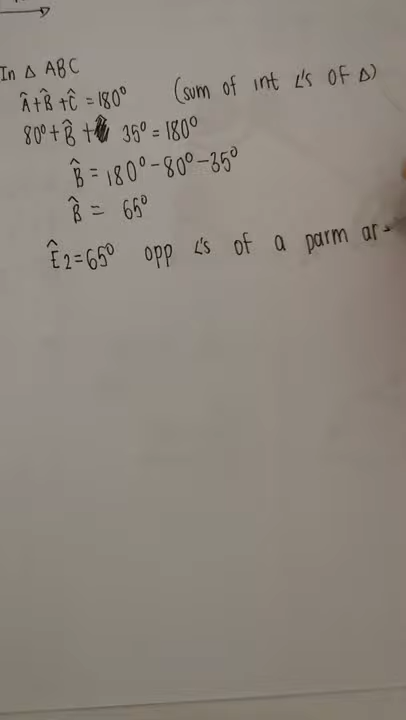 In Δ ABC
Â+B̂+Ĉ=180° (sum of int ∠'s of Δ)
80°+B̂+ 35°=180°
B̂=180°-80°-35°
B̂= 65°
Ê2=65° opp ∠'s of a parm ar